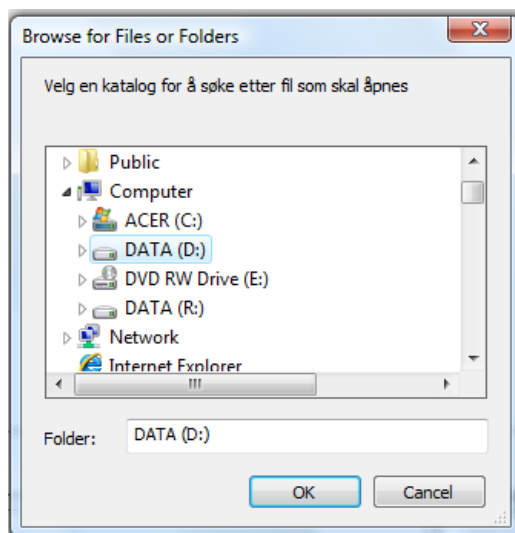 Browse for Files or Folders
Velg en katalog for å søke etter fil som skal åpnes
Public
Computer
ACER (C:)
DATA (D:)
DVD RW Drive (E:)
DATA (R:)
Network
Internet Explorer
Folder: DATA (D:)
OK Cancel